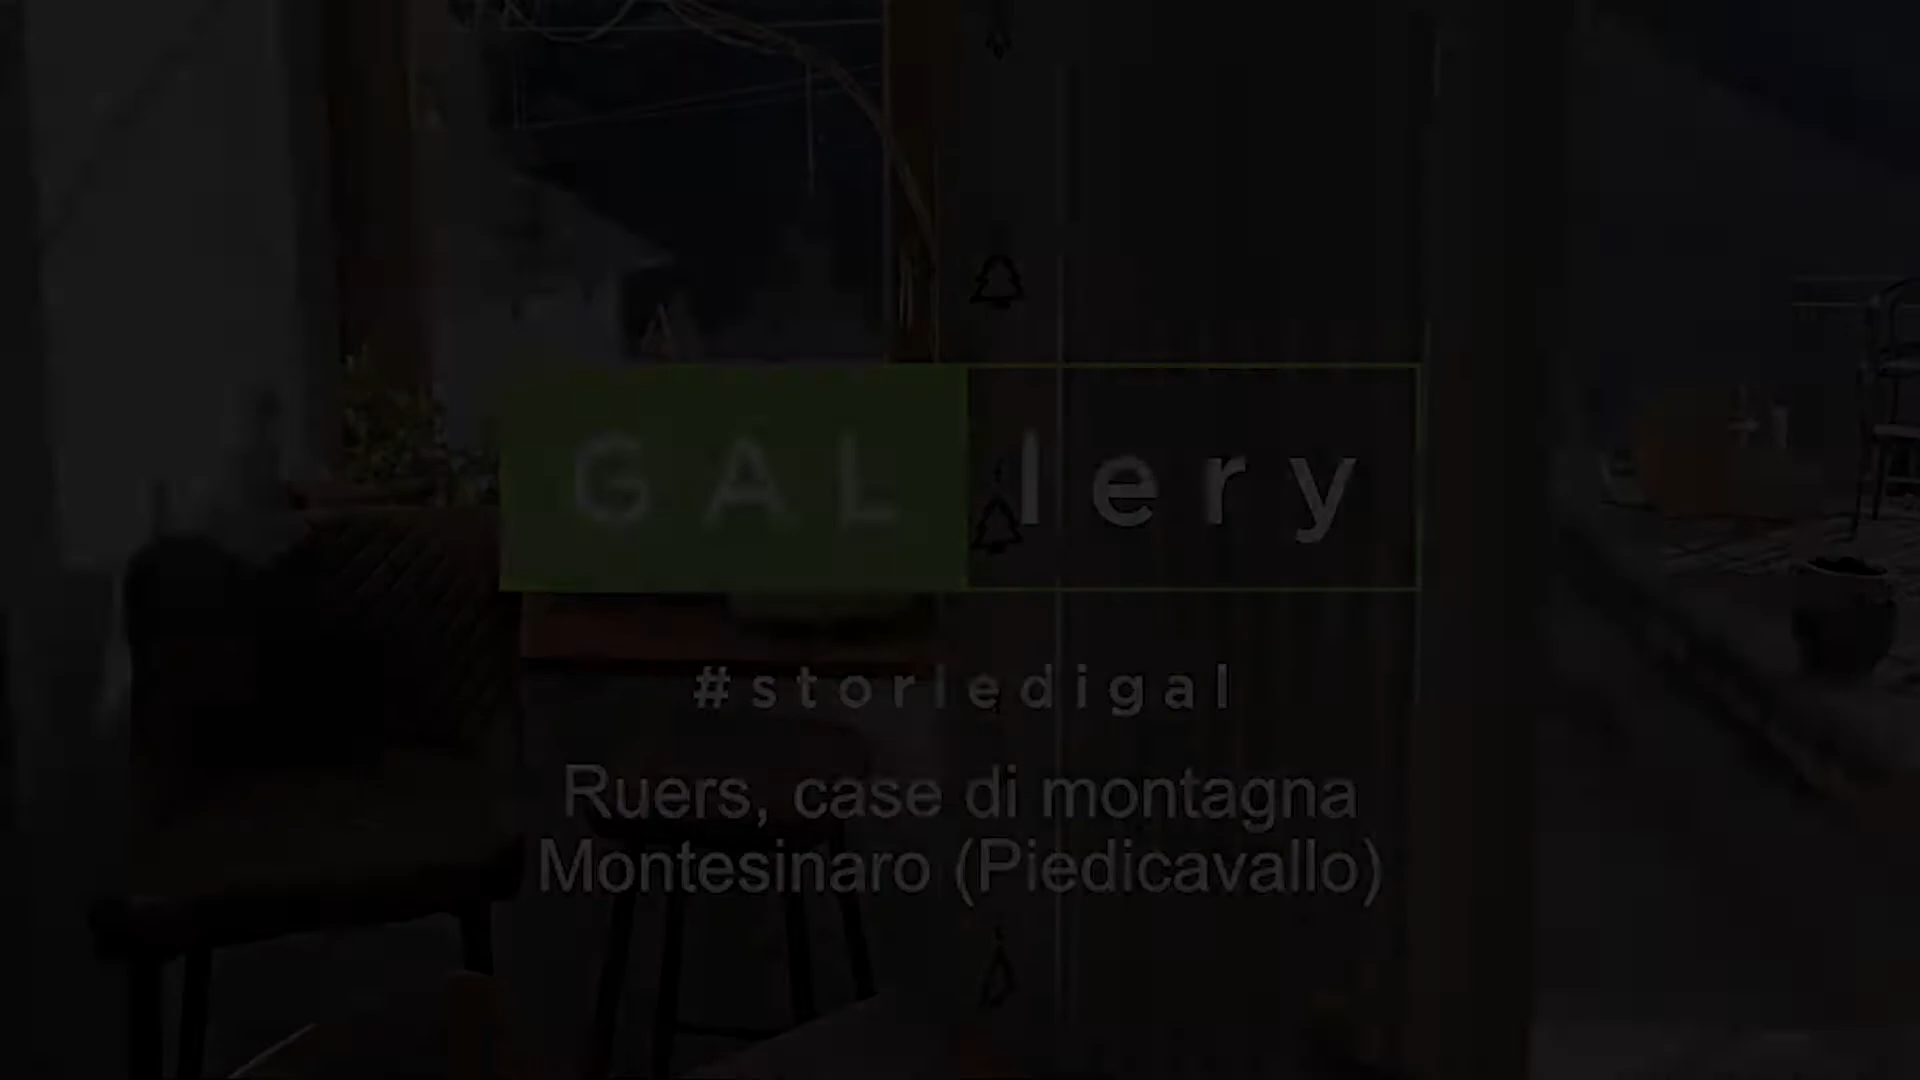 GALlery
#storiedigal
Ruers, case di montagna
Montesinaro (Piedicavallo)